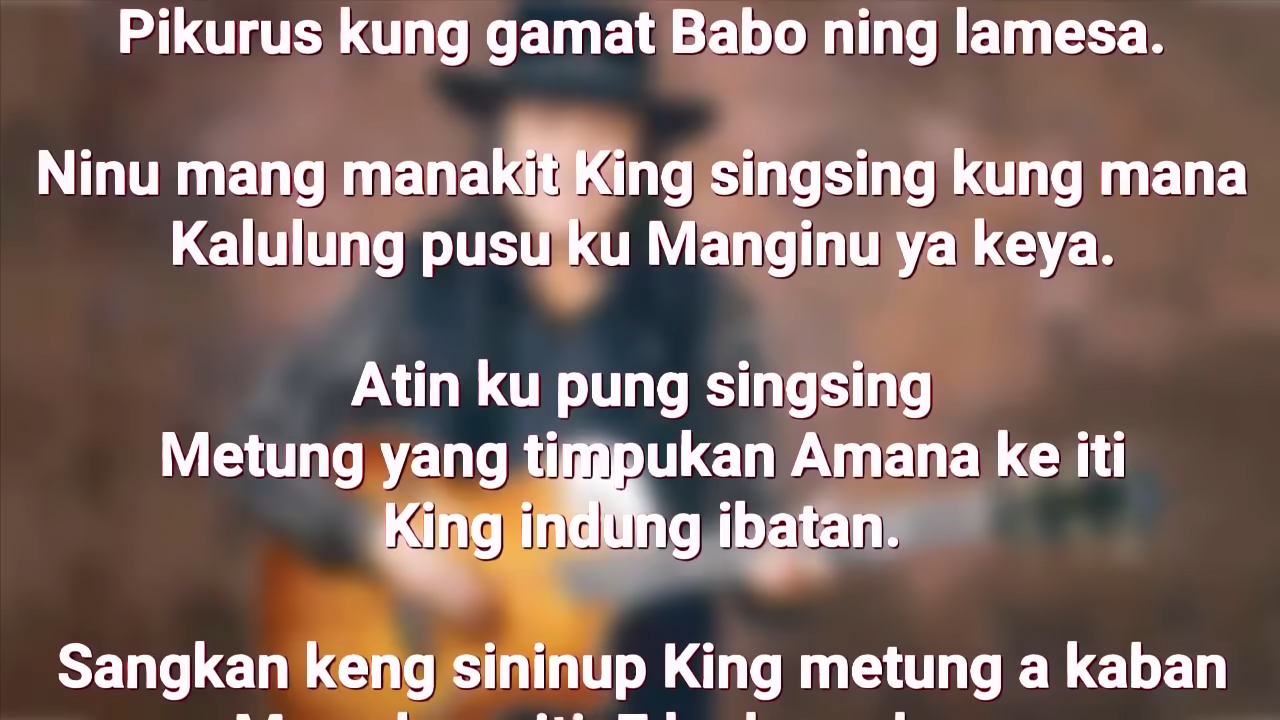 Pikurus kung gamat Babo ning lamesa.
Ninu mang manakit King singsing kung mana
Kalulung pusu ku Manginu ya keya.
Atin ku pung singsing
Metung yang timpukan Amana ke iti
King indung ibatan.
Sangkan keng sininup King metung a kaban